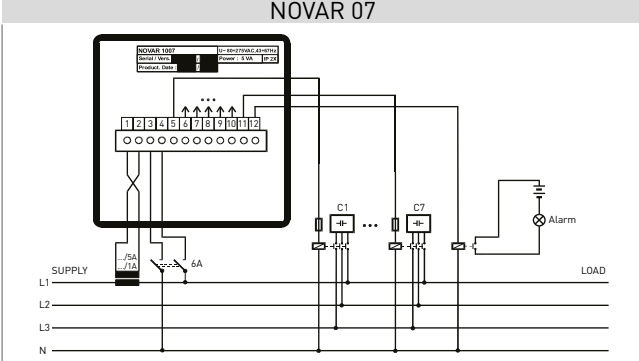 NOVAR 07
NOVAR 1007
U~ 80÷275VAC,43÷67Hz
Serial / Vers. /
Power : 5 VA
IP 2X
Product. Date : /
1 2 3 4 5 6 7 8 9 10 11 12
C1
C7
Alarm
.../5A
.../1A
6A
SUPPLY
LOAD
L1
L2
L3
N